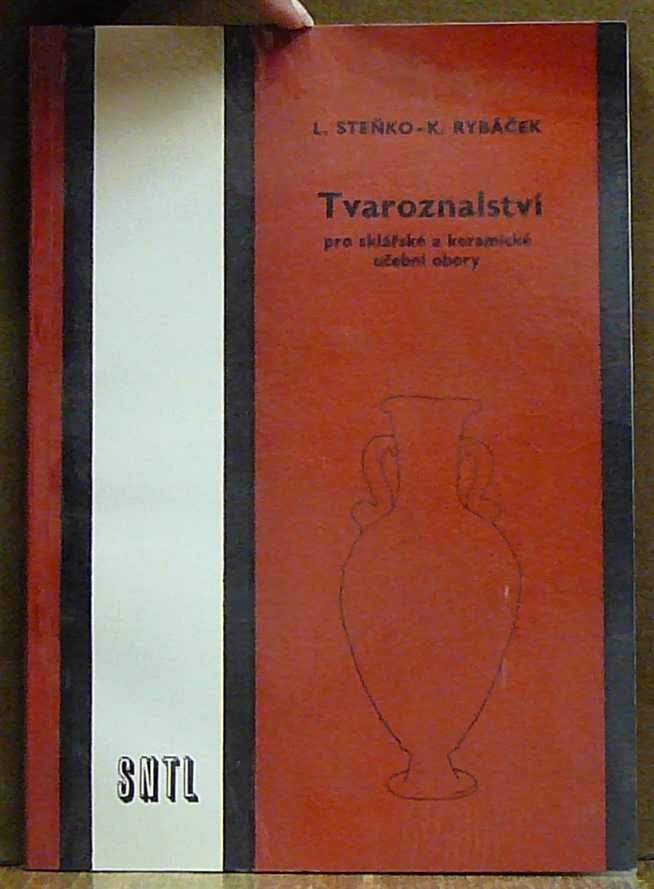 L. STEŇKO-K. RYBÁČEK
Tvaroznalství
pro sklářské a keramické
učební obory
SNTL